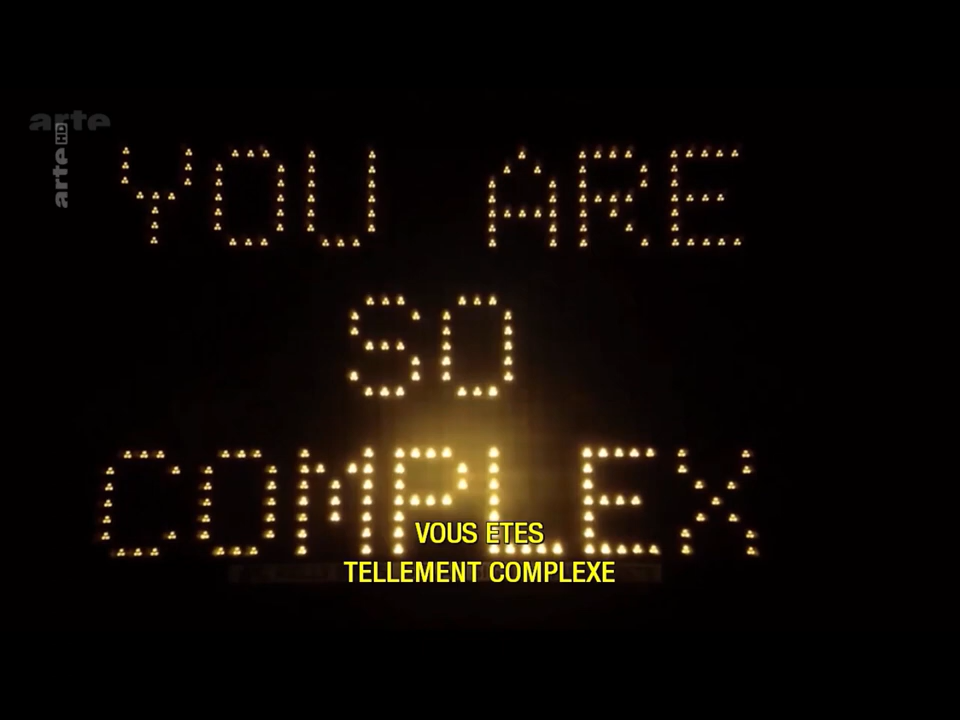 arte
arte HD
YOU ARE
SO
COMPLEX
VOUS ETES
TELLEMENT COMPLEXE